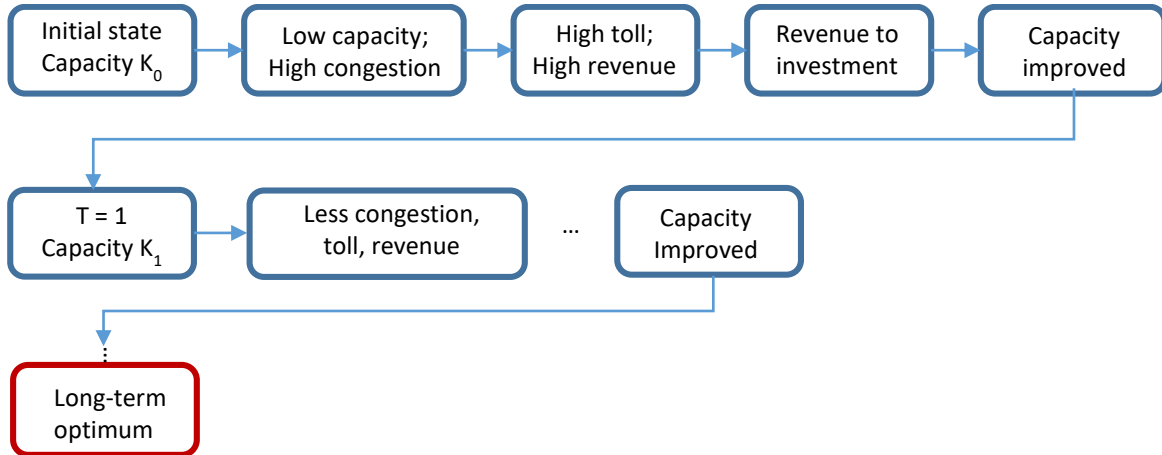 Initial state
Capacity K₀
Low capacity;
High congestion
High toll;
High revenue
Revenue to
investment
Capacity
improved
T = 1
Capacity K₁
Less congestion,
toll, revenue
...
Capacity
Improved
Long-term
optimum